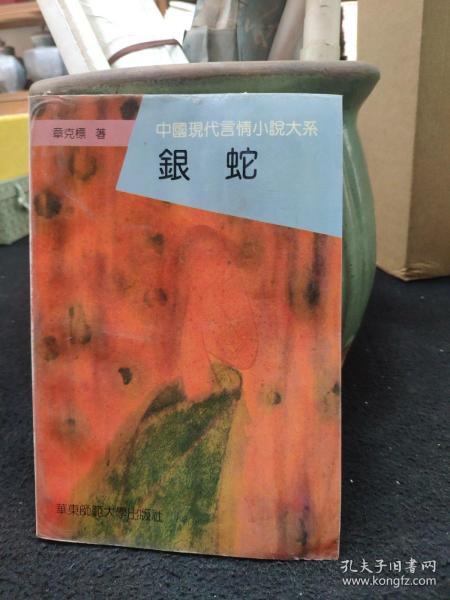 章克標 著
中國現代言情小說大系
銀 蛇
華東師範大學出版社
孔夫子旧书网
www.kongfz.com